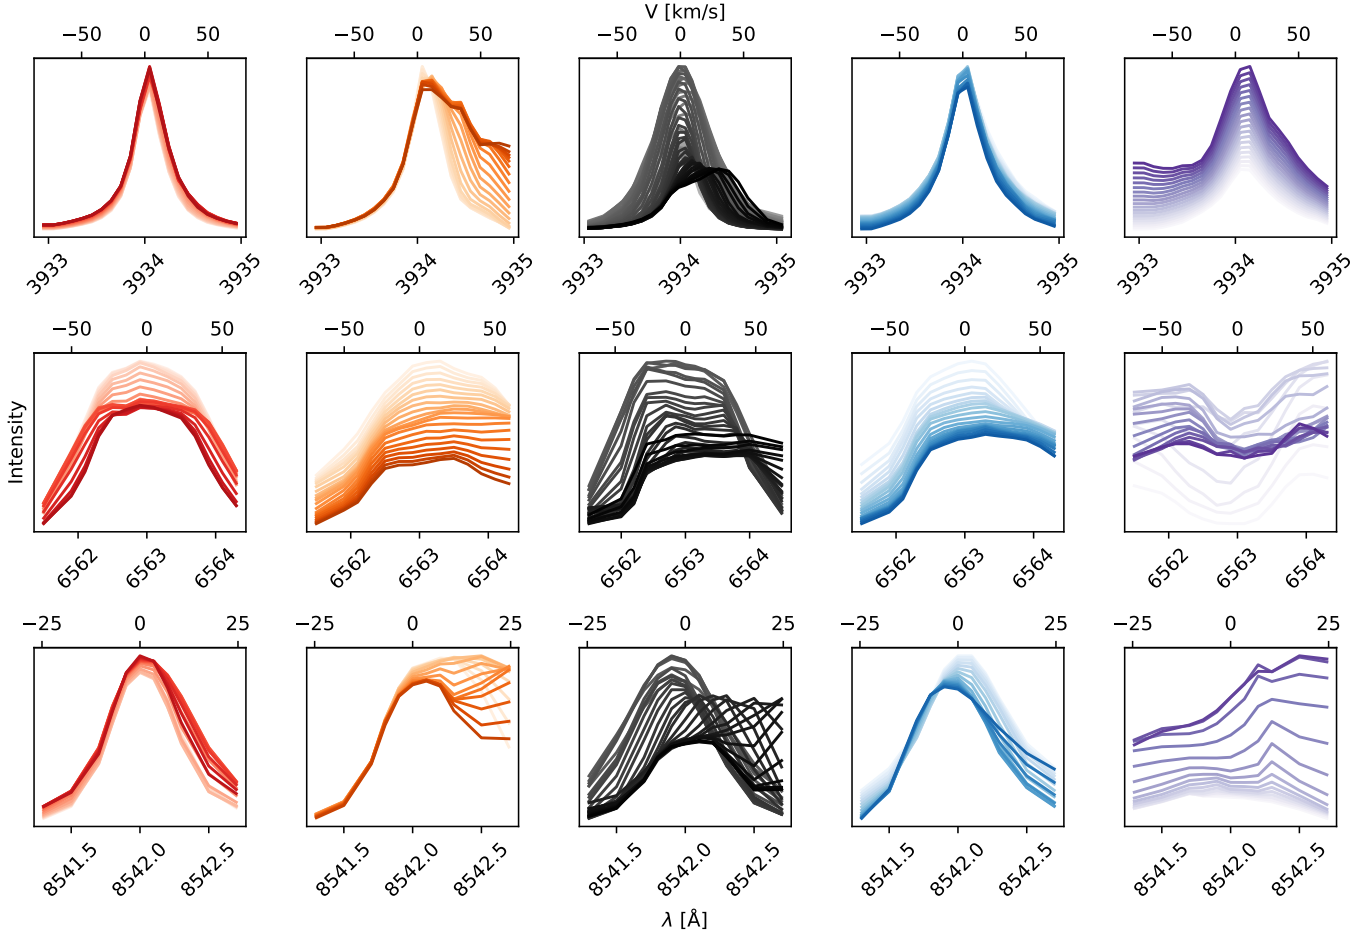 V [km/s]
−50 0 50 −50 0 50 −50 0 50 −50 0 50 −50 0 50
3933 3934 3935 3933 3934 3935 3933 3934 3935 3933 3934 3935 3933 3934 3935
−50 0 50 −50 0 50 −50 0 50 −50 0 50 −50 0 50
Intensity
6562 6563 6564 6562 6563 6564 6562 6563 6564 6562 6563 6564 6562 6563 6564
−25 0 25 −25 0 25 −25 0 25 −25 0 25 −25 0 25
8541.5 8542.0 8542.5 8541.5 8542.0 8542.5 8541.5 8542.0 8542.5 8541.5 8542.0 8542.5 8541.5 8542.0 8542.5
λ [Å]